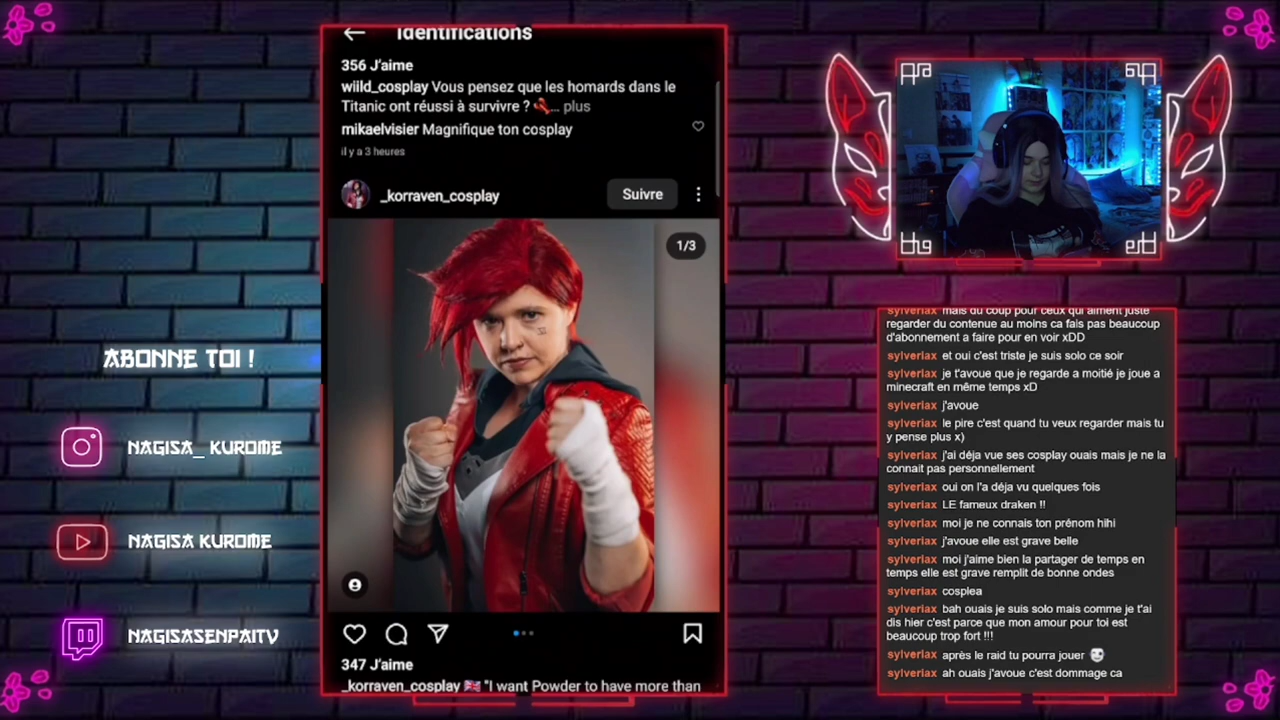 Identifications
356 J'aime
wiild_cosplay Vous pensez que les homards dans le
Titanic ont réussi à survivre ? 🦞... plus
mikaelvisier Magnifique ton cosplay
il y a 3 heures
_korraven_cosplay
Suivre
1/3
347 J'aime
_korraven_cosplay 🇬🇧 "I want Powder to have more than
ABONNE TOI !
NAGISA_ KUROME
NAGISA KUROME
NAGISASENPAITV
sylveriax mais du coup pour ceux qui aiment juste
regarder du contenue au moins ca fais pas beaucoup
d'abonnement a faire pour en voir xDD
sylveriax et oui c'est triste je suis solo ce soir
sylveriax je t'avoue que je regarde a moitié je joue a
minecraft en même temps xD
sylveriax j'avoue
sylveriax le pire c'est quand tu veux regarder mais tu
y pense plus x)
sylveriax j'ai déja vue ses cosplay ouais mais je ne la
connait pas personnellement
sylveriax oui on l'a déja vu quelques fois
sylveriax LE fameux draken !!
sylveriax moi je ne connais ton prénom hihi
sylveriax j'avoue elle est grave belle
sylveriax moi j'aime bien la partager de temps en
temps elle est grave remplit de bonne ondes
sylveriax cosplea
sylveriax bah ouais je suis solo mais comme je t'ai
dis hier c'est parce que mon amour pour toi est
beaucoup trop fort !!!
sylveriax après le raid tu pourra jouer
sylveriax ah ouais j'avoue c'est dommage ca